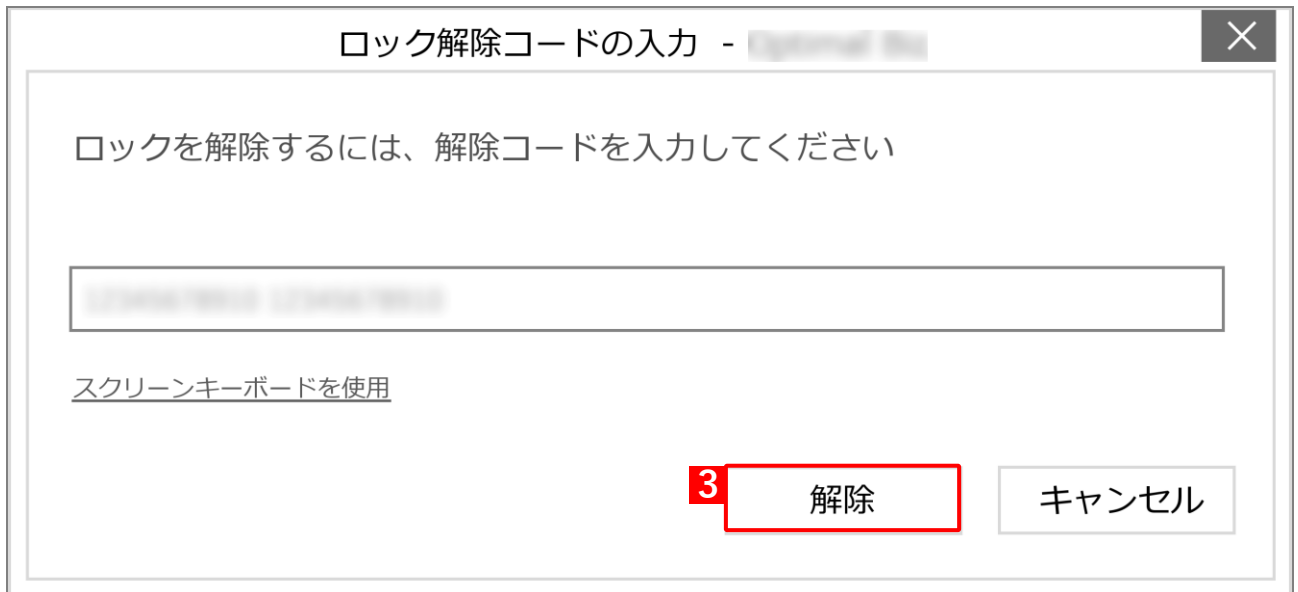 ロック解除コードの入力 -
ロックを解除するには、解除コードを入力してください
スクリーンキーボードを使用
3 解除 キャンセル